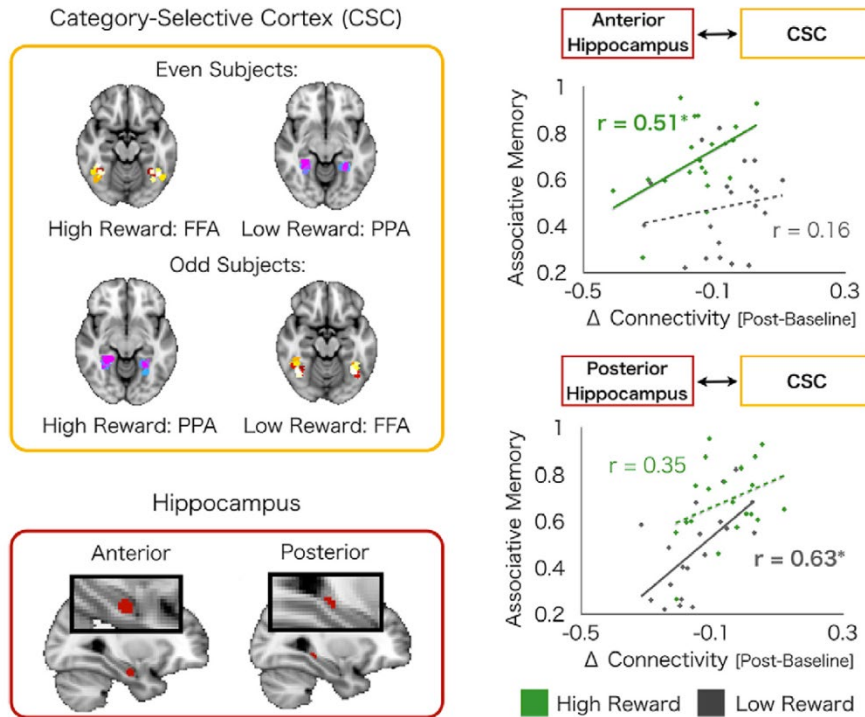 Category-Selective Cortex (CSC)
Even Subjects:
High Reward: FFA
Low Reward: PPA
Odd Subjects:
High Reward: PPA
Low Reward: FFA
Hippocampus
Anterior
Posterior
Anterior
Hippocampus
CSC
Associative Memory
1
0.8
0.6
0.4
0.2
r = 0.51*
r = 0.16
-0.5
-0.1
0.3
Δ Connectivity [Post-Baseline]
Posterior
Hippocampus
CSC
Associative Memory
1
0.8
0.6
0.4
0.2
r = 0.35
r = 0.63*
-0.5
-0.1
0.3
Δ Connectivity [Post-Baseline]
High Reward
Low Reward